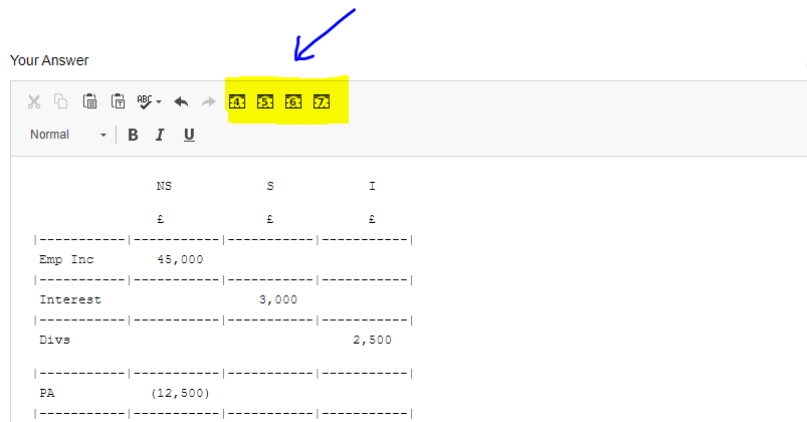 Your Answer
ABC 4 5 6 7
Normal B I U
NS S I
£ £ £
|-----------|-----------|-----------|-----------|
Emp Inc 45,000
|-----------|-----------|-----------|-----------|
Interest 3,000
|-----------|-----------|-----------|-----------|
Divs 2,500
|-----------|-----------|-----------|-----------|
PA (12,500)
|-----------|-----------|-----------|-----------|